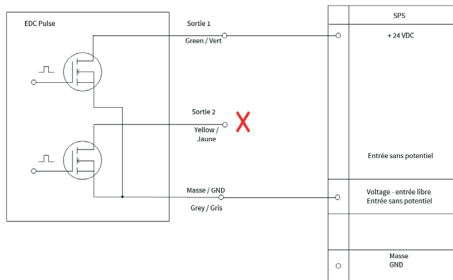 EDC Pulse
Sortie 1
Green / Vert
SPS
+ 24 VDC
Sortie 2
Yellow /
Jaune
Entrée sans potentiel
Masse / GND
Grey / Gris
Voltage - entrée libre
Entrée sans potentiel
Masse
GND